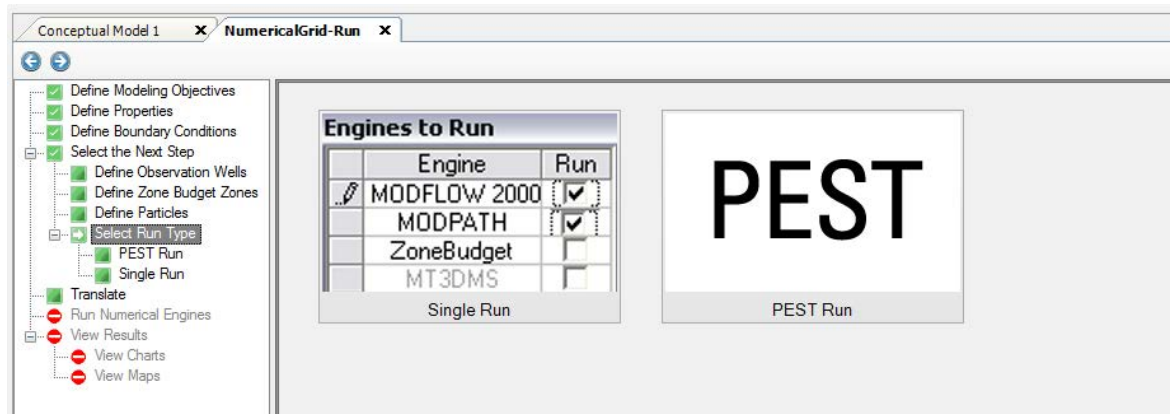 Conceptual Model 1
NumericalGrid-Run
Define Modeling Objectives
Define Properties
Define Boundary Conditions
Select the Next Step
Define Observation Wells
Define Zone Budget Zones
Define Particles
Select Run Type
PEST Run
Single Run
Translate
Run Numerical Engines
View Results
View Charts
View Maps
Engines to Run
Engine Run
MODFLOW 2000
MODPATH
ZoneBudget
MT3DMS
Single Run
PEST
PEST Run